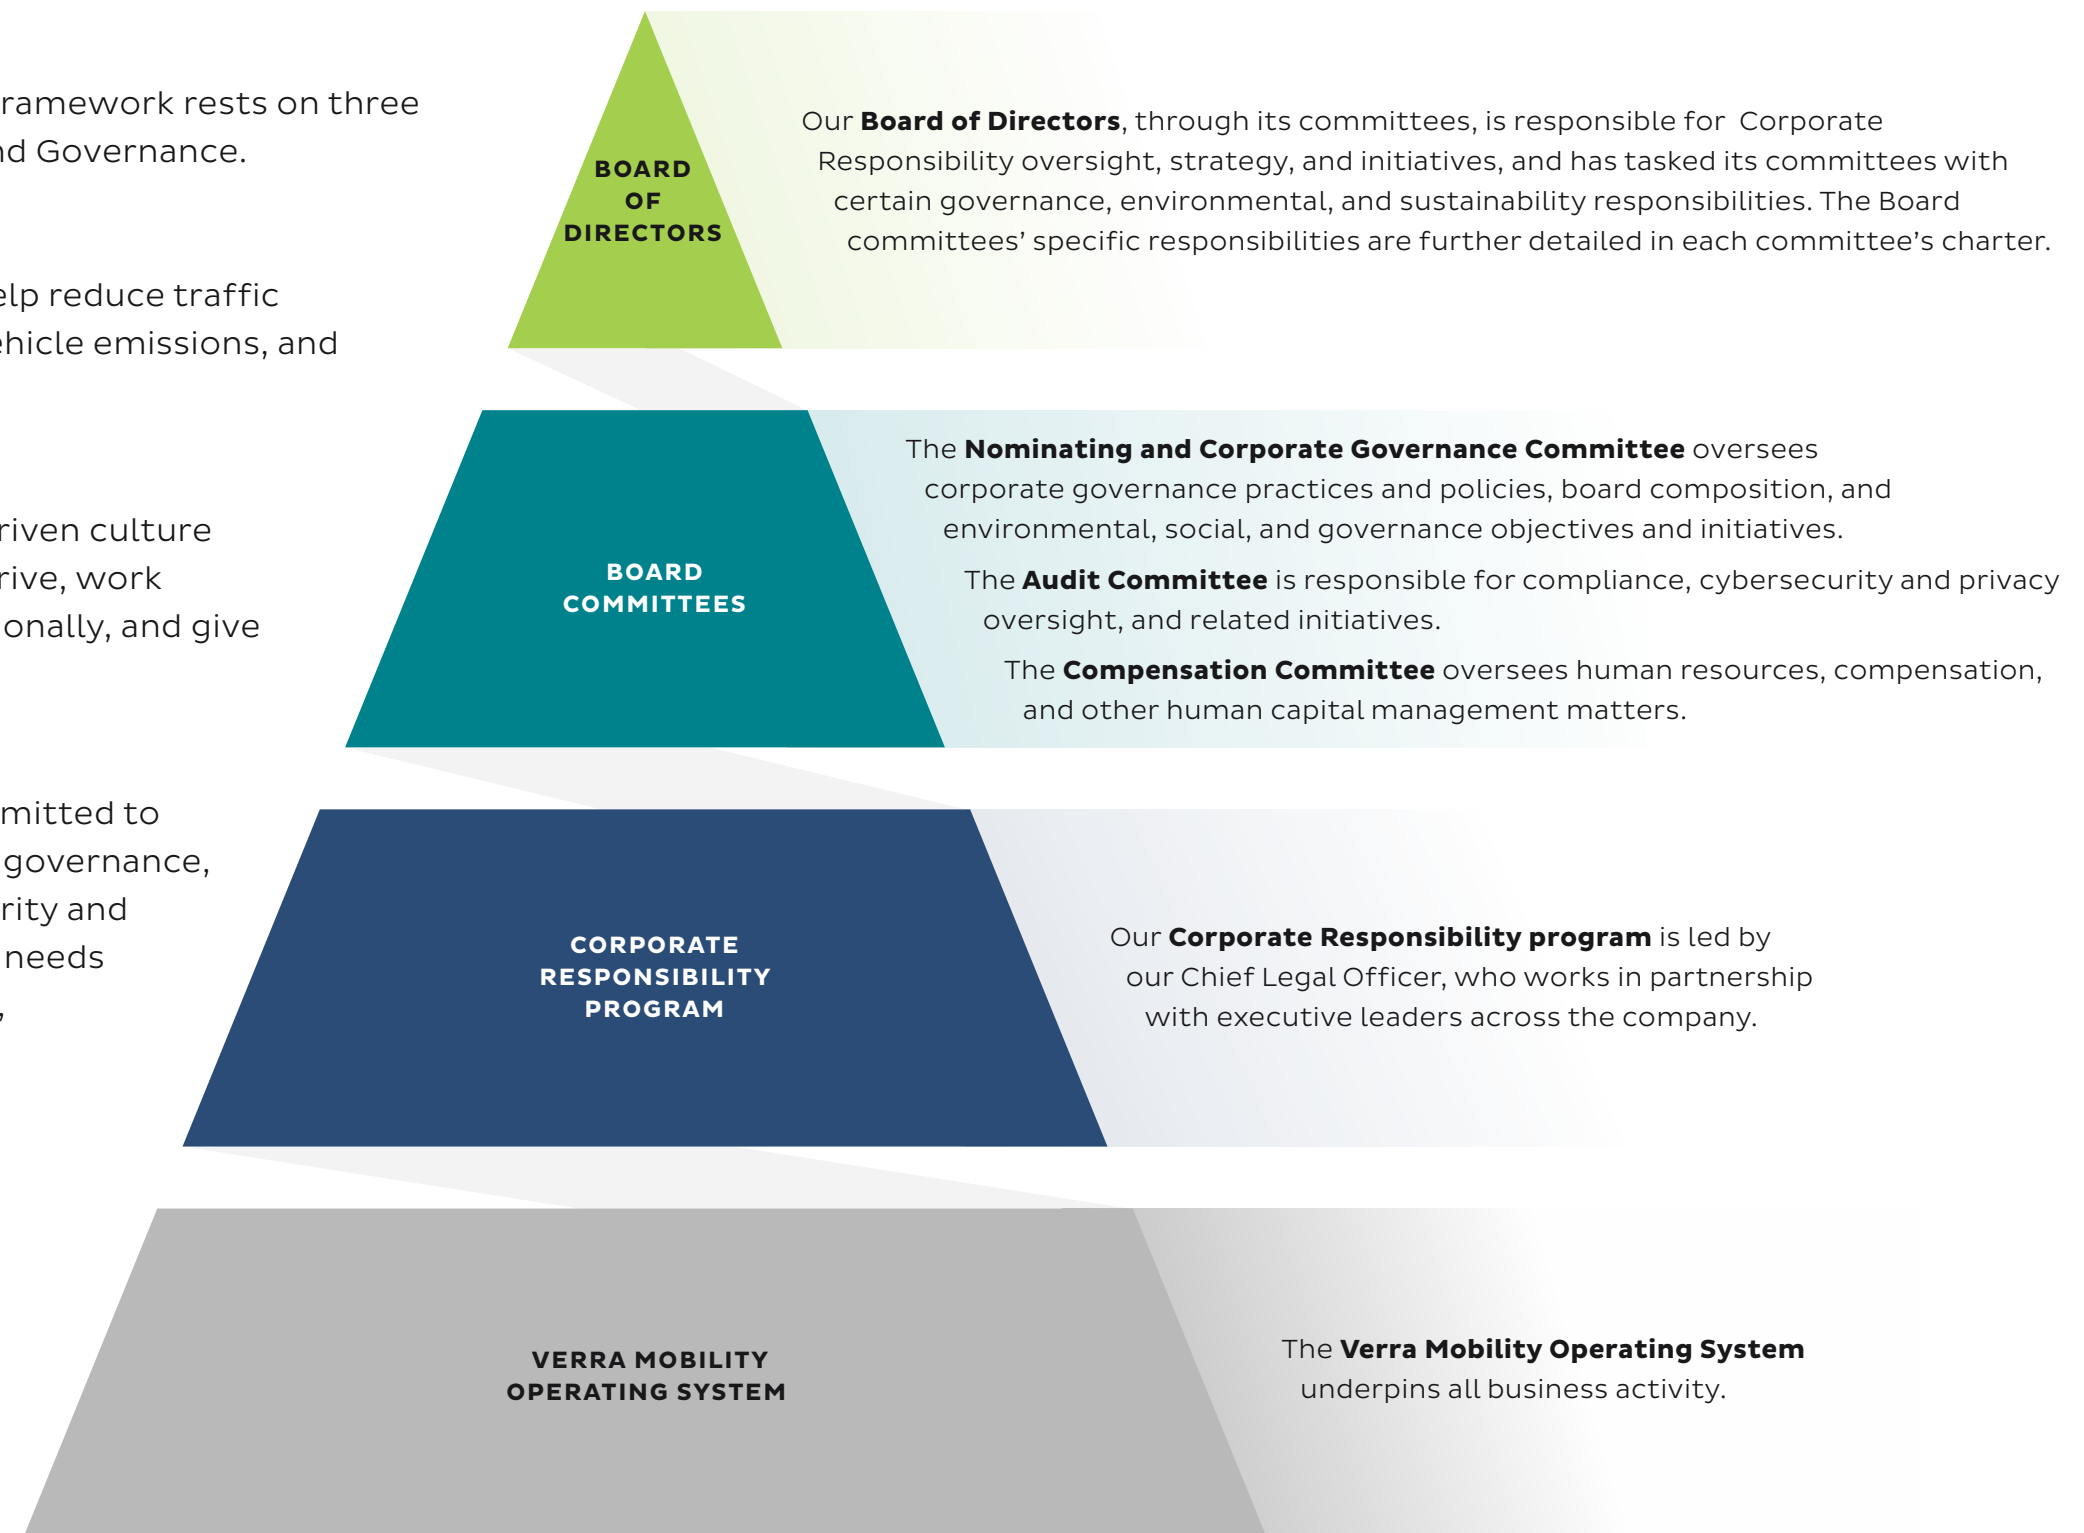 ramework rests on three
nd Governance.
elp reduce traffic
ehicle emissions, and
riven culture
rive, work
onally, and give
mitted to
governance,
rity and
needs
,
BOARD
OF
DIRECTORS
Our Board of Directors, through its committees, is responsible for Corporate
Responsibility oversight, strategy, and initiatives, and has tasked its committees with
certain governance, environmental, and sustainability responsibilities. The Board
committees’ specific responsibilities are further detailed in each committee’s charter.
BOARD
COMMITTEES
The Nominating and Corporate Governance Committee oversees
corporate governance practices and policies, board composition, and
environmental, social, and governance objectives and initiatives.
The Audit Committee is responsible for compliance, cybersecurity and privacy
oversight, and related initiatives.
The Compensation Committee oversees human resources, compensation,
and other human capital management matters.
CORPORATE
RESPONSIBILITY
PROGRAM
Our Corporate Responsibility program is led by
our Chief Legal Officer, who works in partnership
with executive leaders across the company.
VERRA MOBILITY
OPERATING SYSTEM
The Verra Mobility Operating System
underpins all business activity.